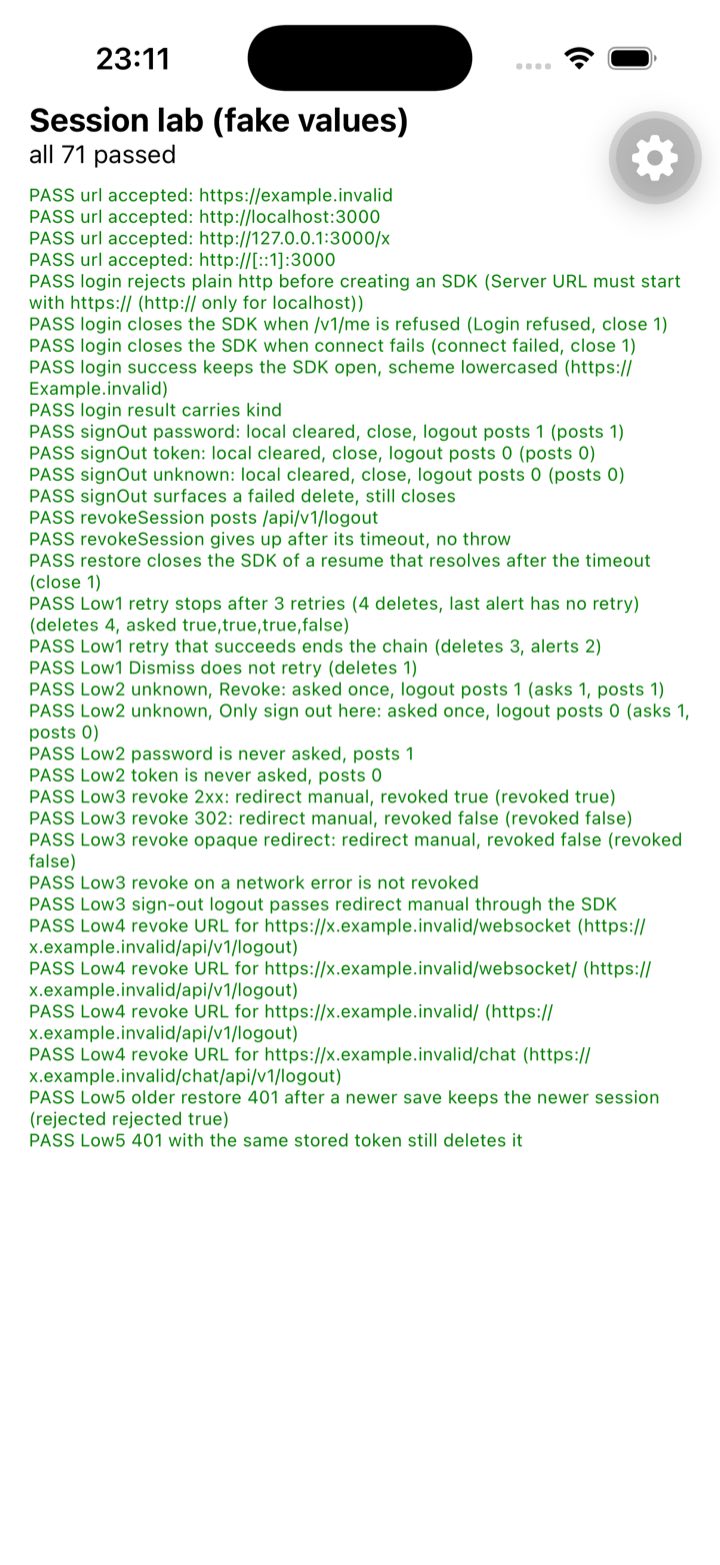 23:11
Session lab (fake values)
all 71 passed
PASS url accepted: https://example.invalid
PASS url accepted: http://localhost:3000
PASS url accepted: http://127.0.0.1:3000/x
PASS url accepted: http://[::1]:3000
PASS login rejects plain http before creating an SDK (Server URL must start
with https:// (http:// only for localhost))
PASS login closes the SDK when /v1/me is refused (Login refused, close 1)
PASS login closes the SDK when connect fails (connect failed, close 1)
PASS login success keeps the SDK open, scheme lowercased (https://
Example.invalid)
PASS login result carries kind
PASS signOut password: local cleared, close, logout posts 1 (posts 1)
PASS signOut token: local cleared, close, logout posts 0 (posts 0)
PASS signOut unknown: local cleared, close, logout posts 0 (posts 0)
PASS signOut surfaces a failed delete, still closes
PASS revokeSession posts /api/v1/logout
PASS revokeSession gives up after its timeout, no throw
PASS restore closes the SDK of a resume that resolves after the timeout
(close 1)
PASS Low1 retry stops after 3 retries (4 deletes, last alert has no retry)
(deletes 4, asked true,true,true,false)
PASS Low1 retry that succeeds ends the chain (deletes 3, alerts 2)
PASS Low1 Dismiss does not retry (deletes 1)
PASS Low2 unknown, Revoke: asked once, logout posts 1 (asks 1, posts 1)
PASS Low2 unknown, Only sign out here: asked once, logout posts 0 (asks 1,
posts 0)
PASS Low2 password is never asked, posts 1
PASS Low2 token is never asked, posts 0
PASS Low3 revoke 2xx: redirect manual, revoked true (revoked true)
PASS Low3 revoke 302: redirect manual, revoked false (revoked false)
PASS Low3 revoke opaque redirect: redirect manual, revoked false (revoked
false)
PASS Low3 revoke on a network error is not revoked
PASS Low3 sign-out logout passes redirect manual through the SDK
PASS Low4 revoke URL for https://x.example.invalid/websocket (https://
x.example.invalid/api/v1/logout)
PASS Low4 revoke URL for https://x.example.invalid/websocket/ (https://
x.example.invalid/api/v1/logout)
PASS Low4 revoke URL for https://x.example.invalid/ (https://
x.example.invalid/api/v1/logout)
PASS Low4 revoke URL for https://x.example.invalid/chat (https://
x.example.invalid/chat/api/v1/logout)
PASS Low5 older restore 401 after a newer save keeps the newer session
(rejected rejected true)
PASS Low5 401 with the same stored token still deletes it